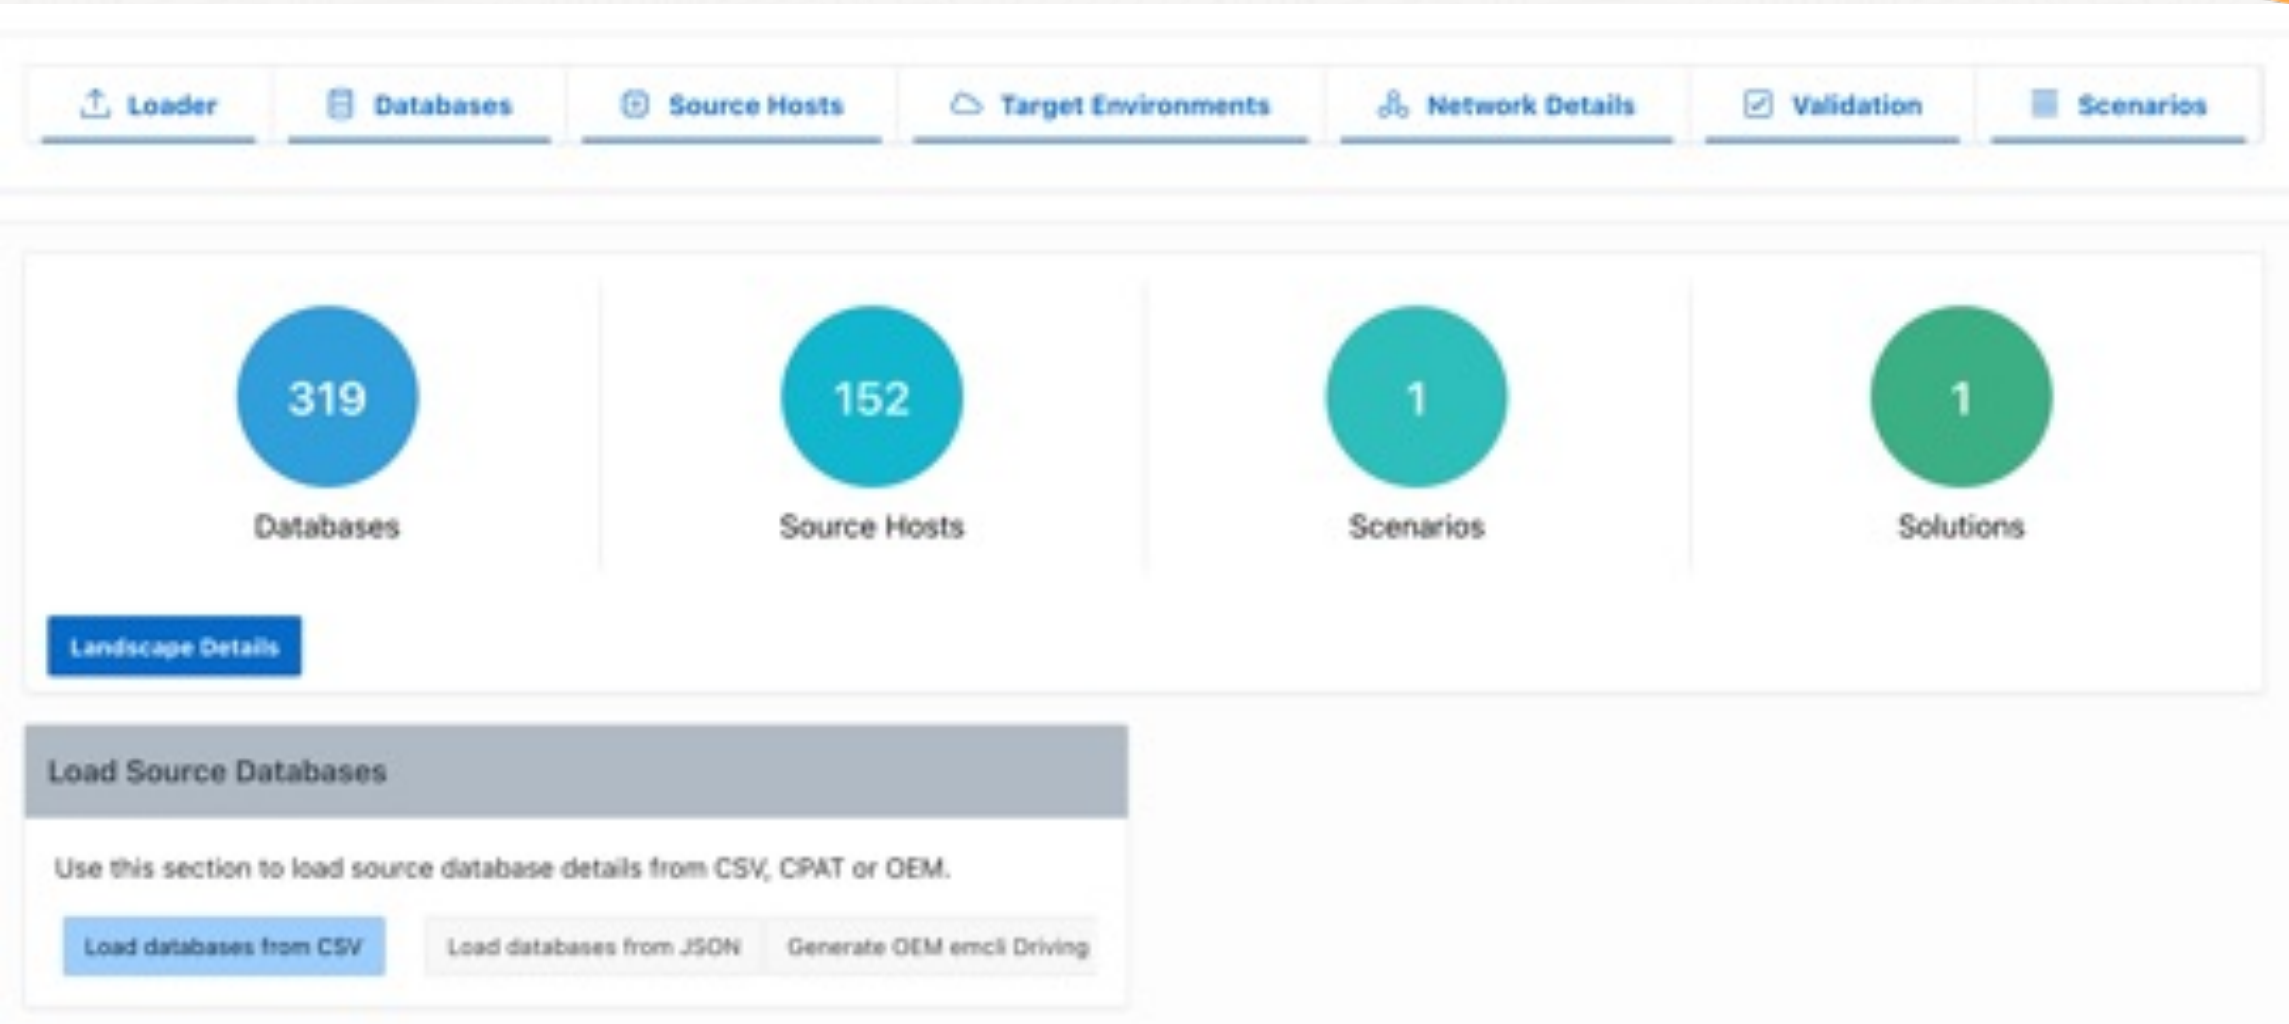 Loader Databases Source Hosts Target Environments Network Details Validation Scenarios
319 152 1 1
Databases Source Hosts Scenarios Solutions
Landscape Details
Load Source Databases
Use this section to load source database details from CSV, CPAT or OEM.
Load databases from CSV Load databases from JSON Generate OEM emcli Driving